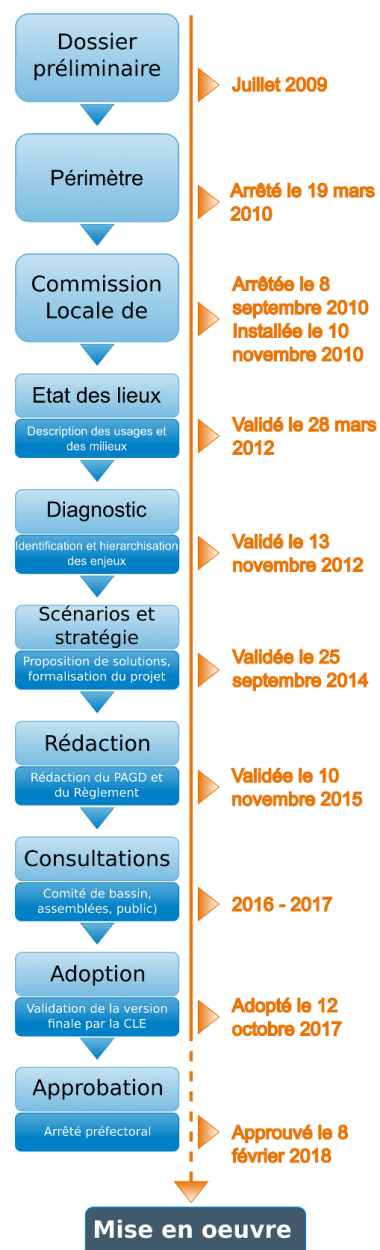 Dossier
préliminaire
Juillet 2009
Périmètre
Arrêté le 19 mars
2010
Commission
Locale de
Arrêtée le 8
septembre 2010
Installée le 10
novembre 2010
Etat des lieux
Description des usages et
des milieux
Validé le 28 mars
2012
Diagnostic
Identification et hierarchisation
des enjeux
Validé le 13
novembre 2012
Scénarios et
stratégie
Proposition de solutions,
formalisation du projet
Validée le 25
septembre 2014
Rédaction
Rédaction du PAGD et
du Règlement
Validée le 10
novembre 2015
Consultations
Comité de bassin,
assemblées, public)
2016 - 2017
Adoption
Validation de la version
finale par la CLE
Adopté le 12
octobre 2017
Approbation
Arrêté préfectoral
Approuvé le 8
février 2018
Mise en oeuvre